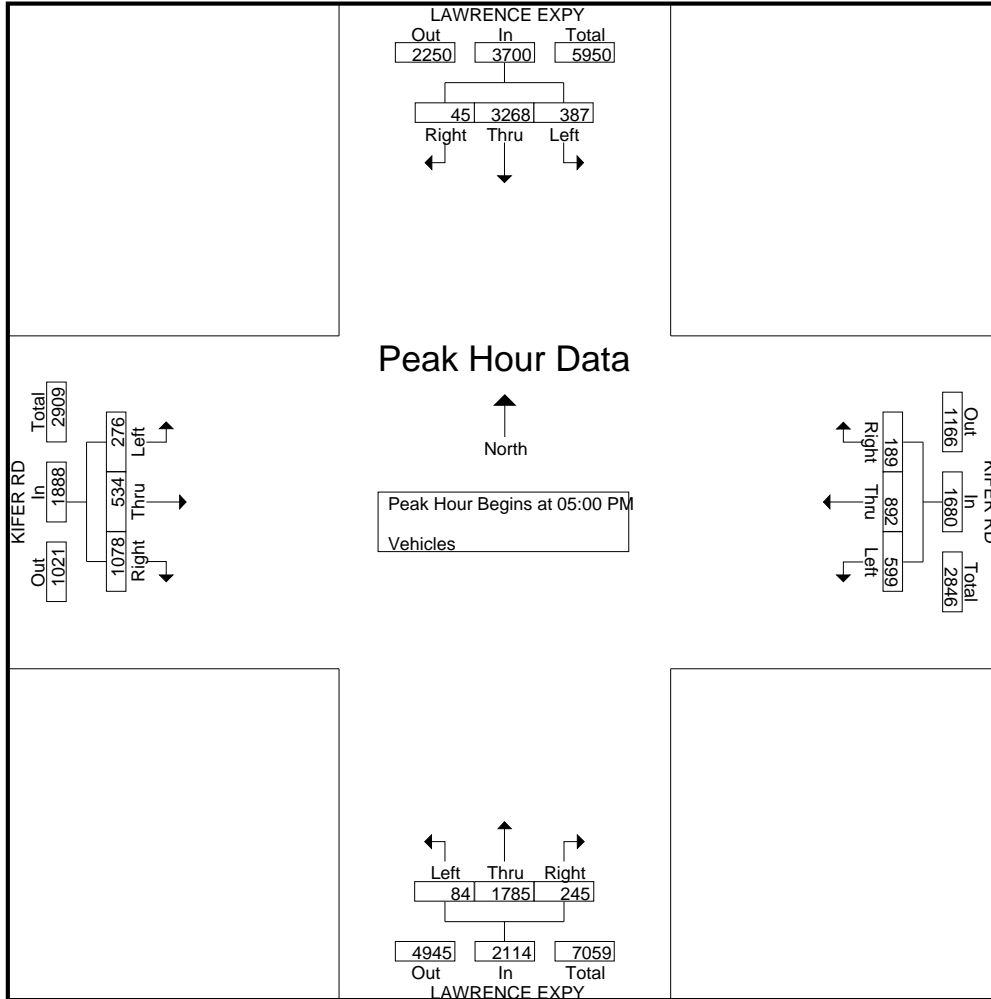 LAWRENCE EXPY
Out In Total
2250 3700 5950
45 3268 387
Right Thru Left
Peak Hour Data
North
Peak Hour Begins at 05:00 PM
Vehicles
KIFER RD
Total In Out
2909 1888 1021
276 534 1078
Left Thru Right
KIFER RD
Out In Total
1166 1680 2846
189 892 599
Right Thru Left
Left Thru Right
84 1785 245
4945 2114 7059
Out In Total
LAWRENCE EXPY